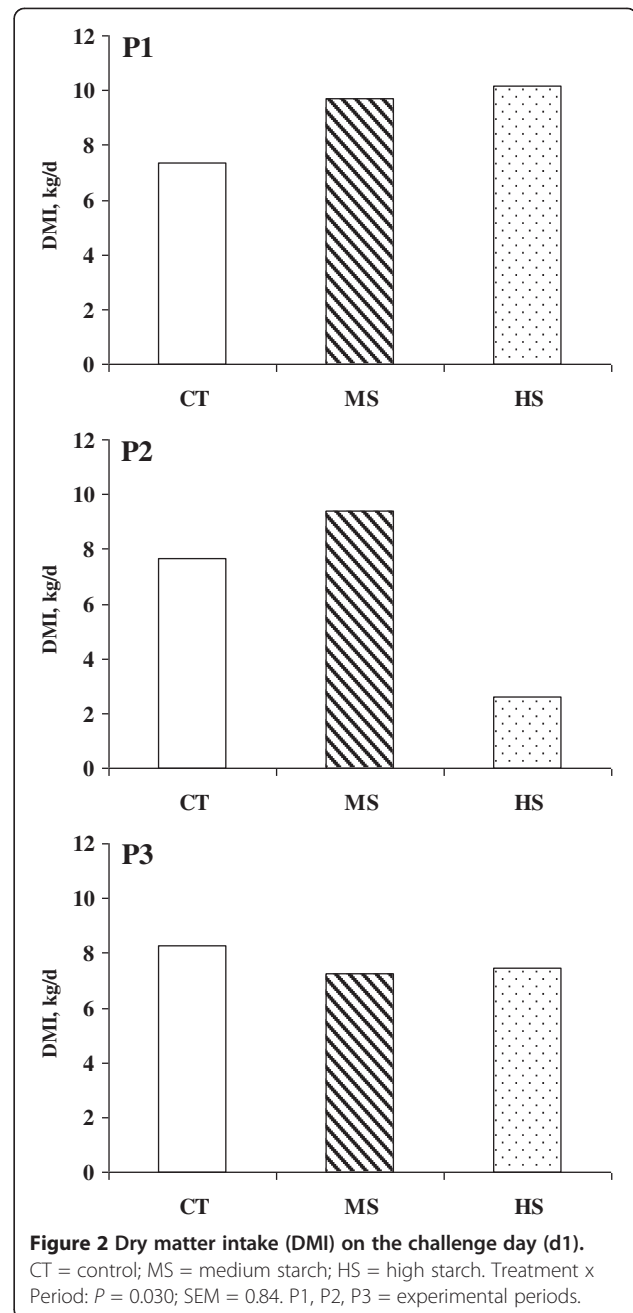 P1
12
10
8
6
4
2
0
DMI, kg/d
CT MS HS
P2
12
10
8
6
4
2
0
DMI, kg/d
CT MS HS
P3
12
10
8
6
4
2
0
DMI, kg/d
CT MS HS
Figure 2 Dry matter intake (DMI) on the challenge day (d1).
CT = control; MS = medium starch; HS = high starch. Treatment x
Period: P = 0.030; SEM = 0.84. P1, P2, P3 = experimental periods.